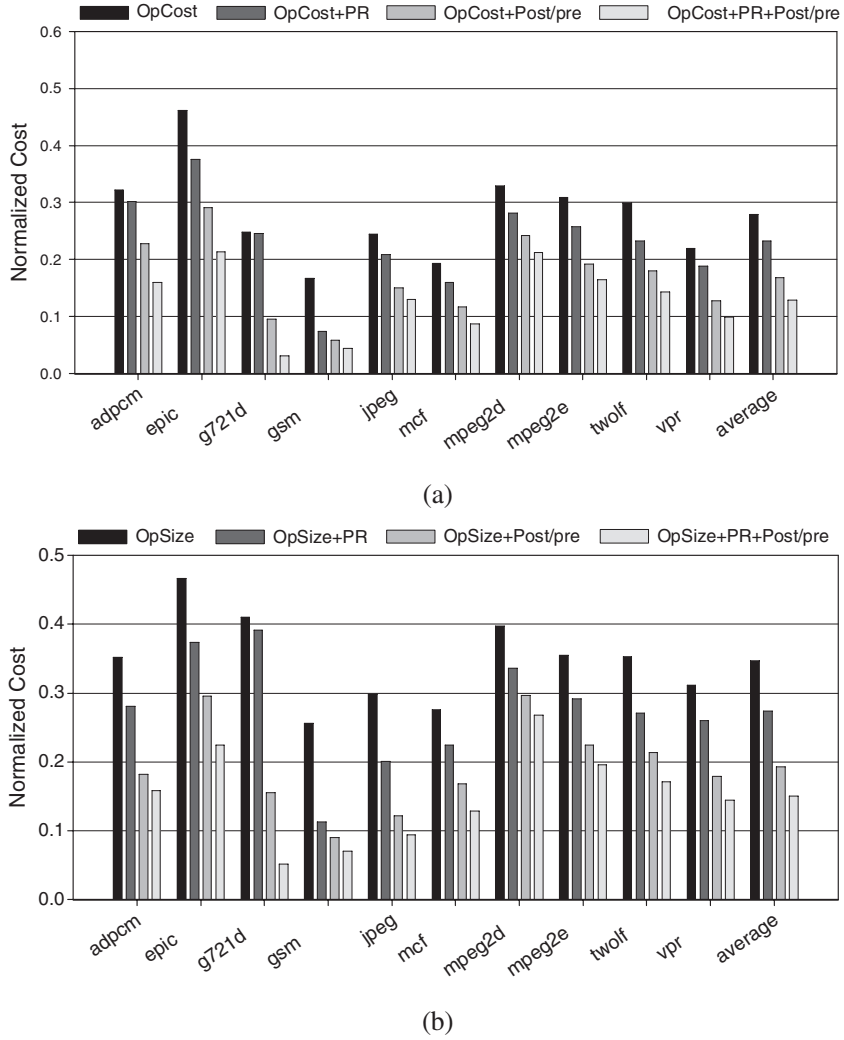 OpCost OpCost+PR OpCost+Post/pre OpCost+PR+Post/pre
0.6
0.5
0.4
0.3
0.2
0.1
0.0
Normalized Cost
adpcm epic g721d gsm jpeg mcf mpeg2d mpeg2e twolf vpr average
(a)
OpSize OpSize+PR OpSize+Post/pre OpSize+PR+Post/pre
0.5
0.4
0.3
0.2
0.1
0.0
Normalized Cost
adpcm epic g721d gsm jpeg mcf mpeg2d mpeg2e twolf vpr average
(b)